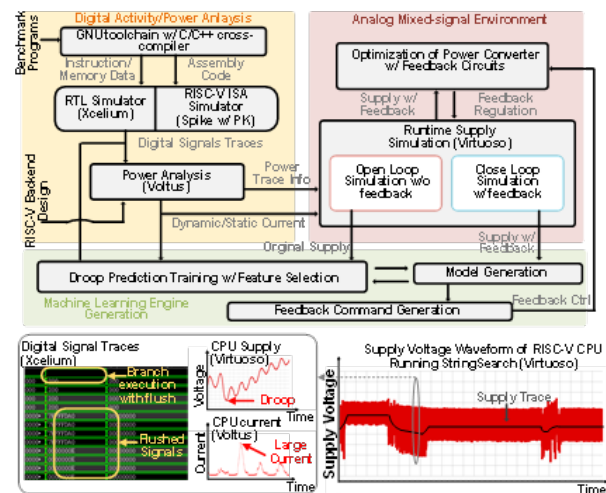 Digital Activity/Power Anlaysis
Analog Mixed-signal Environment
Benchmark
Programs
GNUtoolchain w/C/C++ cross-
compiler
Instruction/
Memory Data
Assembly
Code
RTL Simulator
(Xcelium)
RISC-V ISA
Simulator
(Spike w/ PK)
Digital Signals Traces
Power Analysis
(Voltus)
Power
Trace Info
RISC-V Backend
Design
Dynamic/Static Current
Optimization of Power Converter
w/ Feedback Circuits
Supply w/
Feedback
Feedback
Regulation
Runtime Supply
Simulation (Virtuoso)
Open Loop
Simulation w/o
feedback
Close Loop
Simulation
w/feedback
Orginal Supply
Supply w/
Feedback
Droop Prediction Training w/ Feature Selection
Model Generation
Machine Learning Engine
Generation
Feedback Command Generation
Feedback Ctrl
Digital Signal Traces
(Xcelium)
Branch
execution
with flush
Flushed
Signals
CPU Supply
(Virtuoso)
Voltage
Droop
Time
CPU current
(Voltus)
Current
Large
Current
Time
Supply Voltage Waveform of RISC-V CPU
Running StringSearch (Virtuoso)
Supply Voltage
Supply Trace
Time